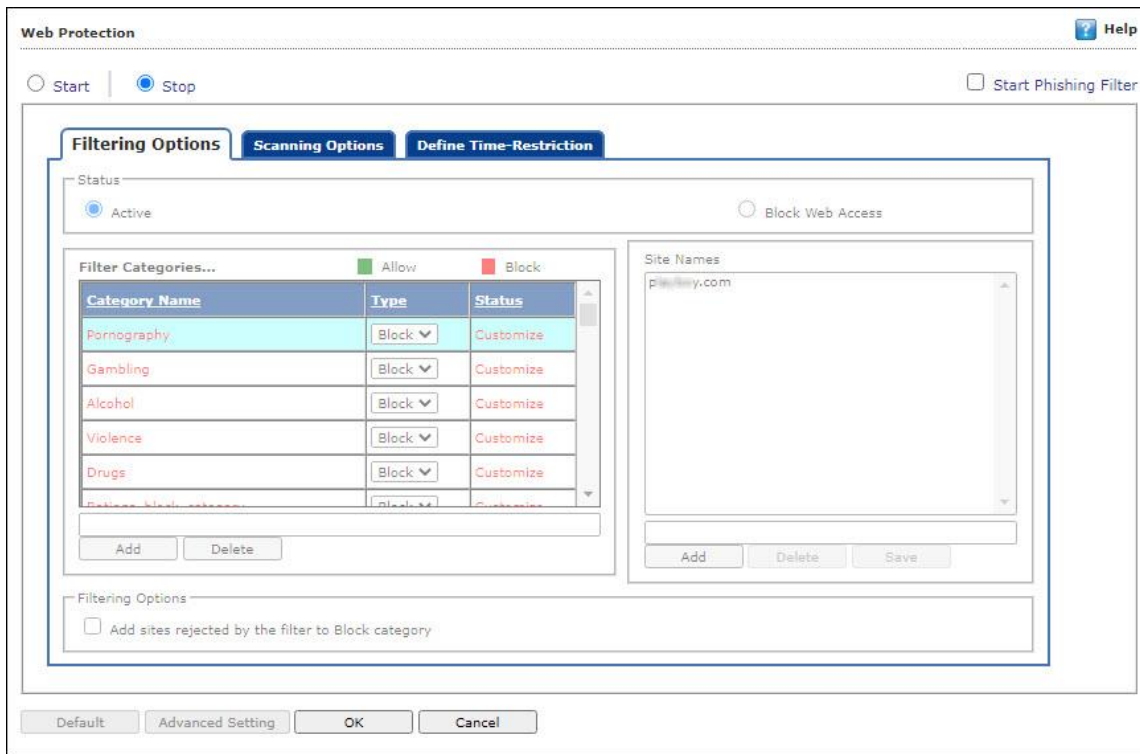 Web Protection
Help
Start
Stop
Start Phishing Filter
Filtering Options
Scanning Options
Define Time-Restriction
Status
Active
Block Web Access
Filter Categories...
Allow
Block
Site Names
Category Name Type Status
Pornography Block Customize
Gambling Block Customize
Alcohol Block Customize
Violence Block Customize
Drugs Block Customize
.com
Add
Delete
Add
Delete
Save
Filtering Options
Add sites rejected by the filter to Block category
Default
Advanced Setting
OK
Cancel